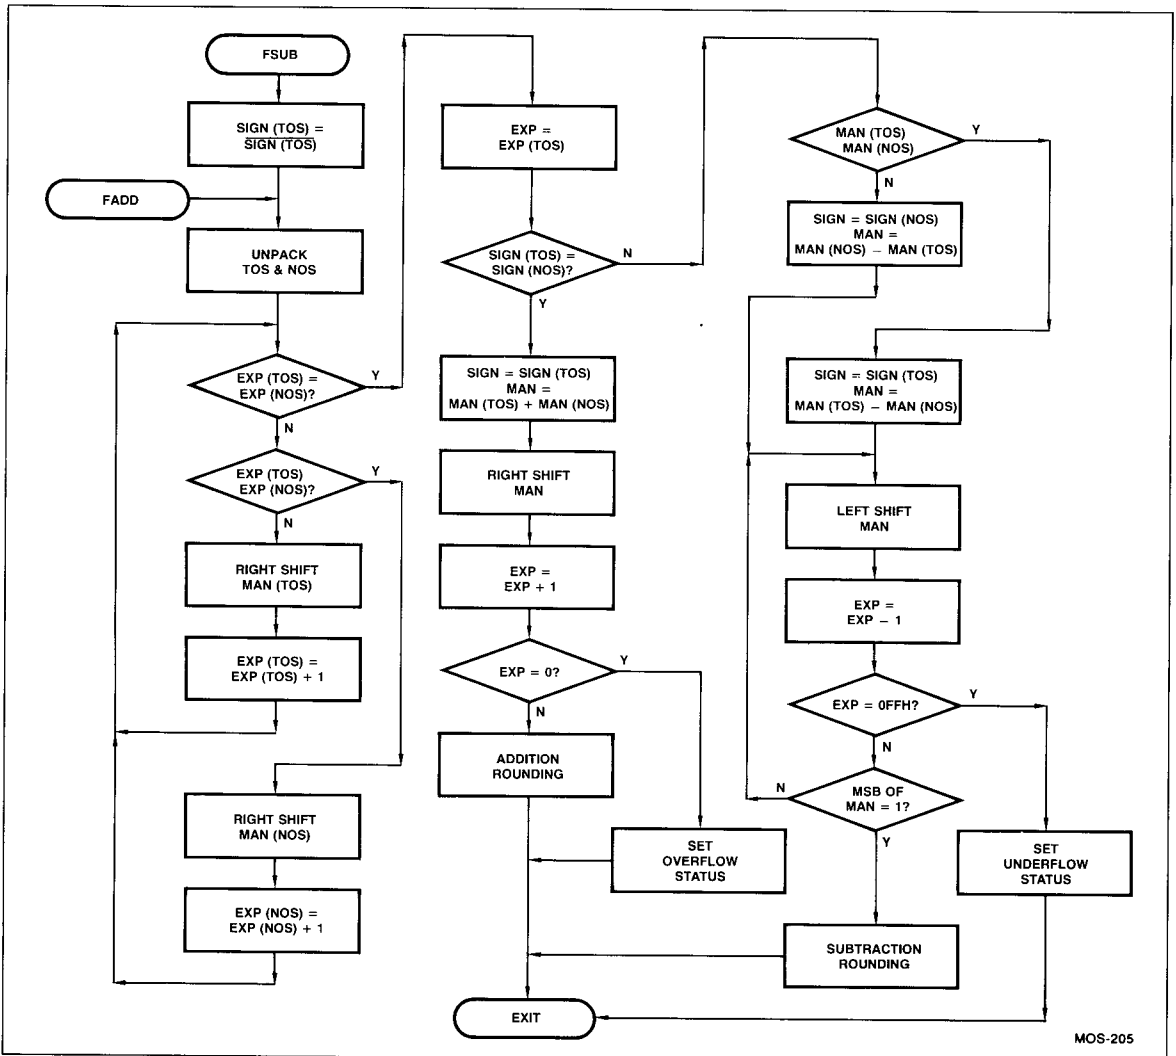 FSUB
SIGN (TOS) =
SIGN (TOS)
FADD
UNPACK
TOS & NOS
EXP (TOS) =
EXP (NOS)?
Y
N
EXP (TOS)
EXP (NOS)?
Y
N
RIGHT SHIFT
MAN (TOS)
EXP (TOS) =
EXP (TOS) + 1
RIGHT SHIFT
MAN (NOS)
EXP (NOS) =
EXP (NOS) + 1
EXP =
EXP (TOS)
SIGN (TOS) =
SIGN (NOS)?
N
Y
SIGN = SIGN (TOS)
MAN =
MAN (TOS) + MAN (NOS)
RIGHT SHIFT
MAN
EXP =
EXP + 1
EXP = 0?
Y
N
ADDITION
ROUNDING
SET
OVERFLOW
STATUS
MAN (TOS)
MAN (NOS)
Y
N
SIGN = SIGN (NOS)
MAN =
MAN (NOS) − MAN (TOS)
SIGN = SIGN (TOS)
MAN =
MAN (TOS) − MAN (NOS)
LEFT SHIFT
MAN
EXP =
EXP − 1
EXP = 0FFH?
Y
N
MSB OF
MAN = 1?
N
Y
SET
UNDERFLOW
STATUS
SUBTRACTION
ROUNDING
EXIT
MOS-205